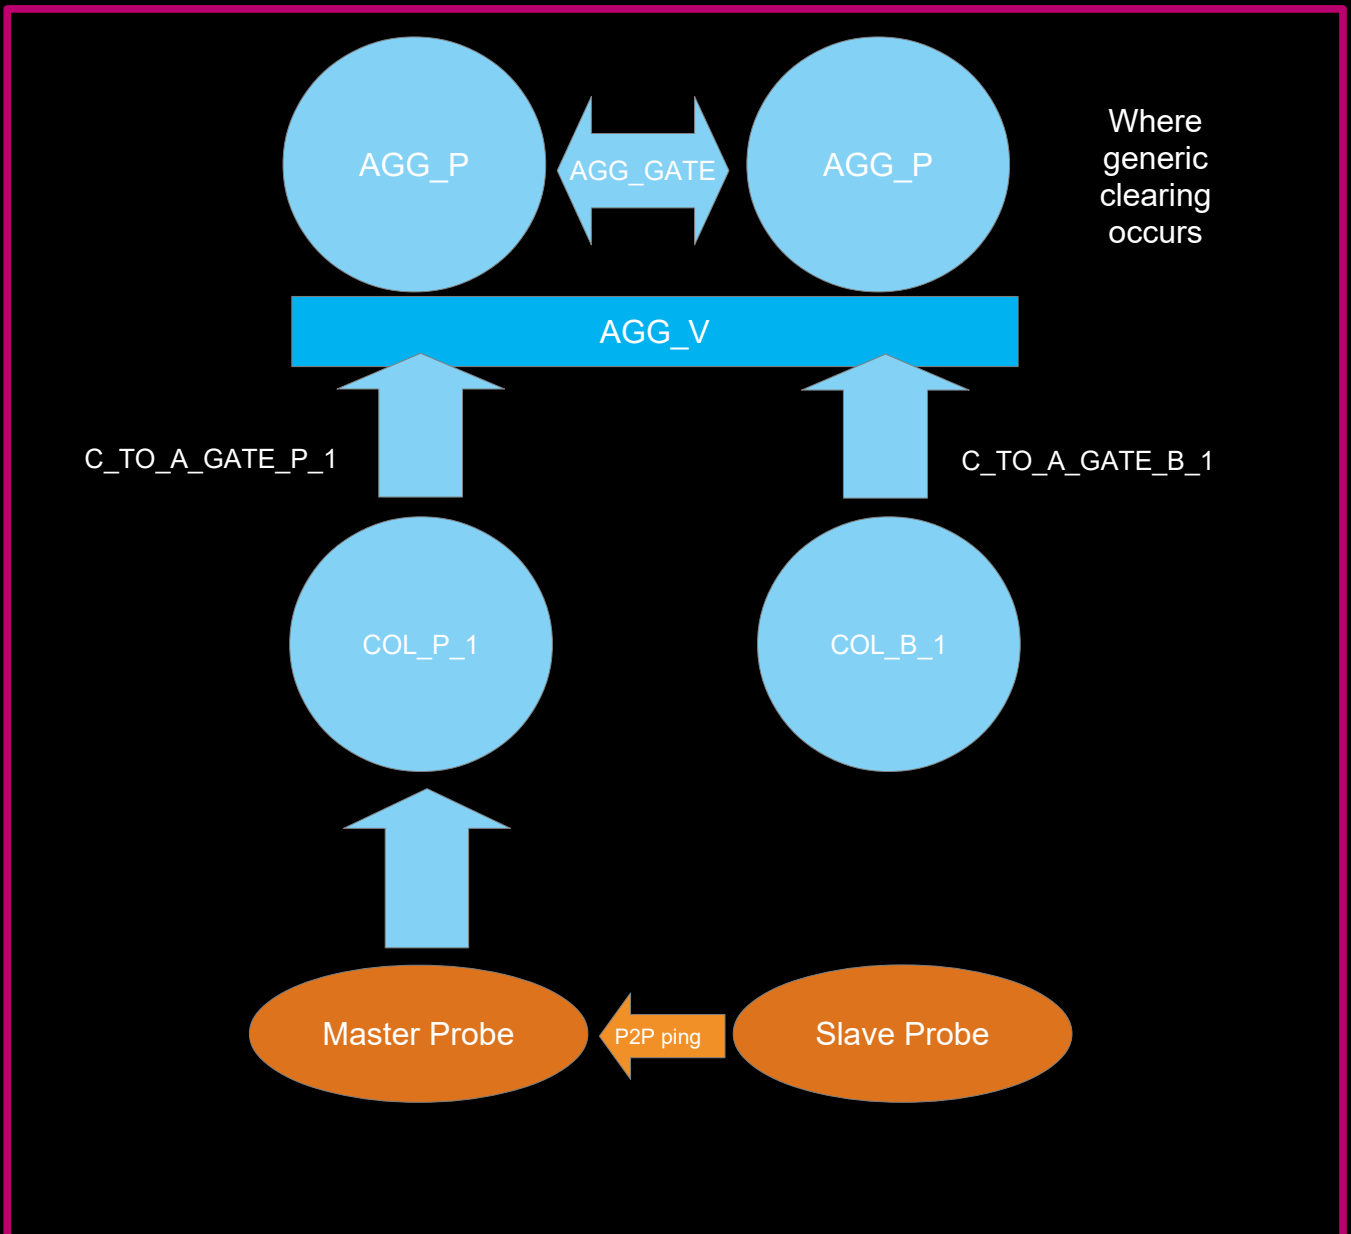 AGG_P
AGG_GATE
AGG_P
Where
generic
clearing
occurs
AGG_V
C_TO_A_GATE_P_1
C_TO_A_GATE_B_1
COL_P_1
COL_B_1
Master Probe
P2P ping
Slave Probe